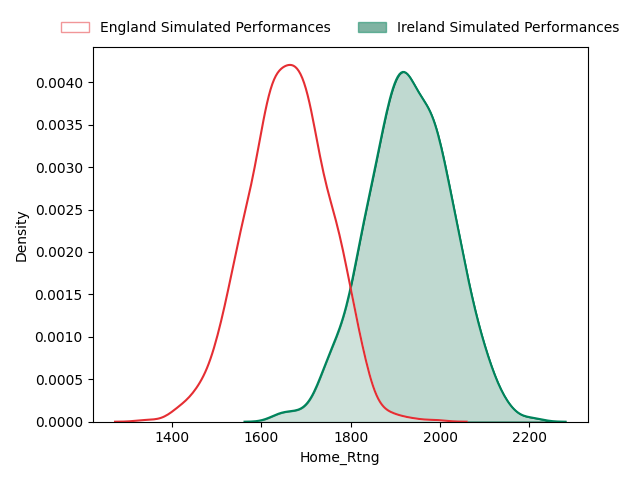 England Simulated Performances
Ireland Simulated Performances
0.0040
0.0035
0.0030
0.0025
0.0020
0.0015
0.0010
0.0005
0.0000
Density
1400 1600 1800 2000 2200
Home_Rtng